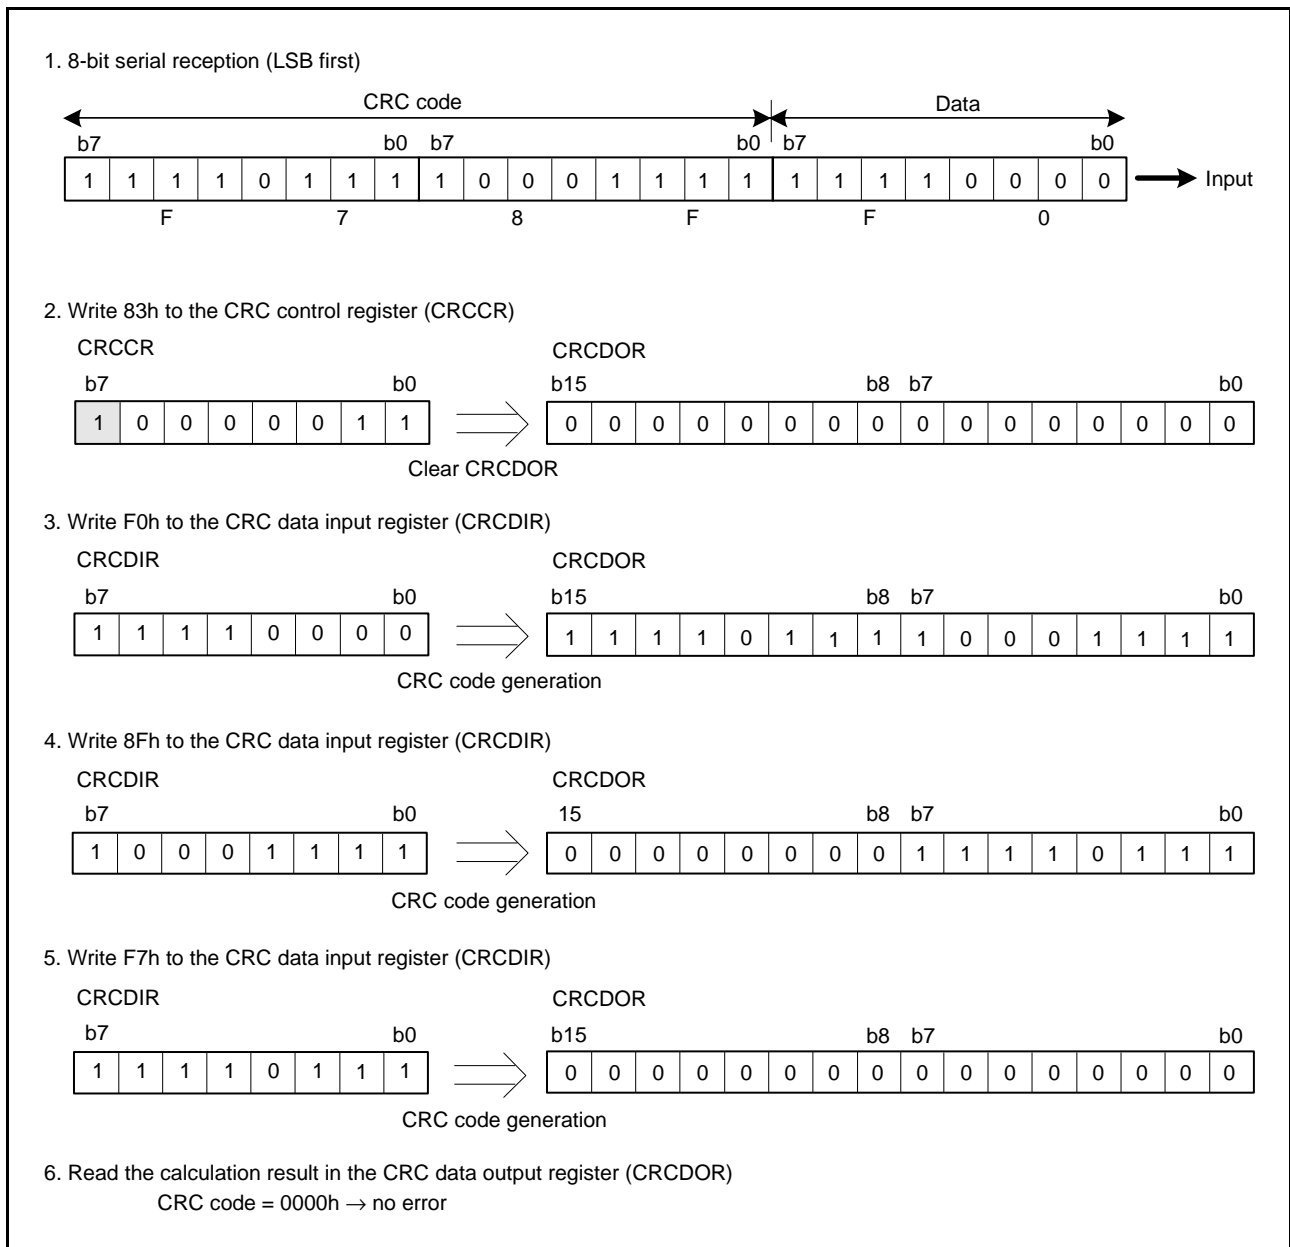 1. 8-bit serial reception (LSB first)
CRC code Data
b7 b0 b7 b0 b7 b0
1 1 1 1 0 1 1 1 1 0 0 0 1 1 1 1 1 1 1 1 0 0 0 0 Input
F 7 8 F F 0
2. Write 83h to the CRC control register (CRCCR)
CRCCR CRCDOR
b7 b0 b15 b8 b7 b0
1 0 0 0 0 0 1 1 0 0 0 0 0 0 0 0 0 0 0 0 0 0 0 0
Clear CRCDOR
3. Write F0h to the CRC data input register (CRCDIR)
CRCDIR CRCDOR
b7 b0 b15 b8 b7 b0
1 1 1 1 0 0 0 0 1 1 1 1 0 1 1 1 1 0 0 0 1 1 1 1
CRC code generation
4. Write 8Fh to the CRC data input register (CRCDIR)
CRCDIR CRCDOR
b7 b0 15 b8 b7 b0
1 0 0 0 1 1 1 1 0 0 0 0 0 0 0 0 1 1 1 1 0 1 1 1
CRC code generation
5. Write F7h to the CRC data input register (CRCDIR)
CRCDIR CRCDOR
b7 b0 b15 b8 b7 b0
1 1 1 1 0 1 1 1 0 0 0 0 0 0 0 0 0 0 0 0 0 0 0 0
CRC code generation
6. Read the calculation result in the CRC data output register (CRCDOR)
CRC code = 0000h → no error